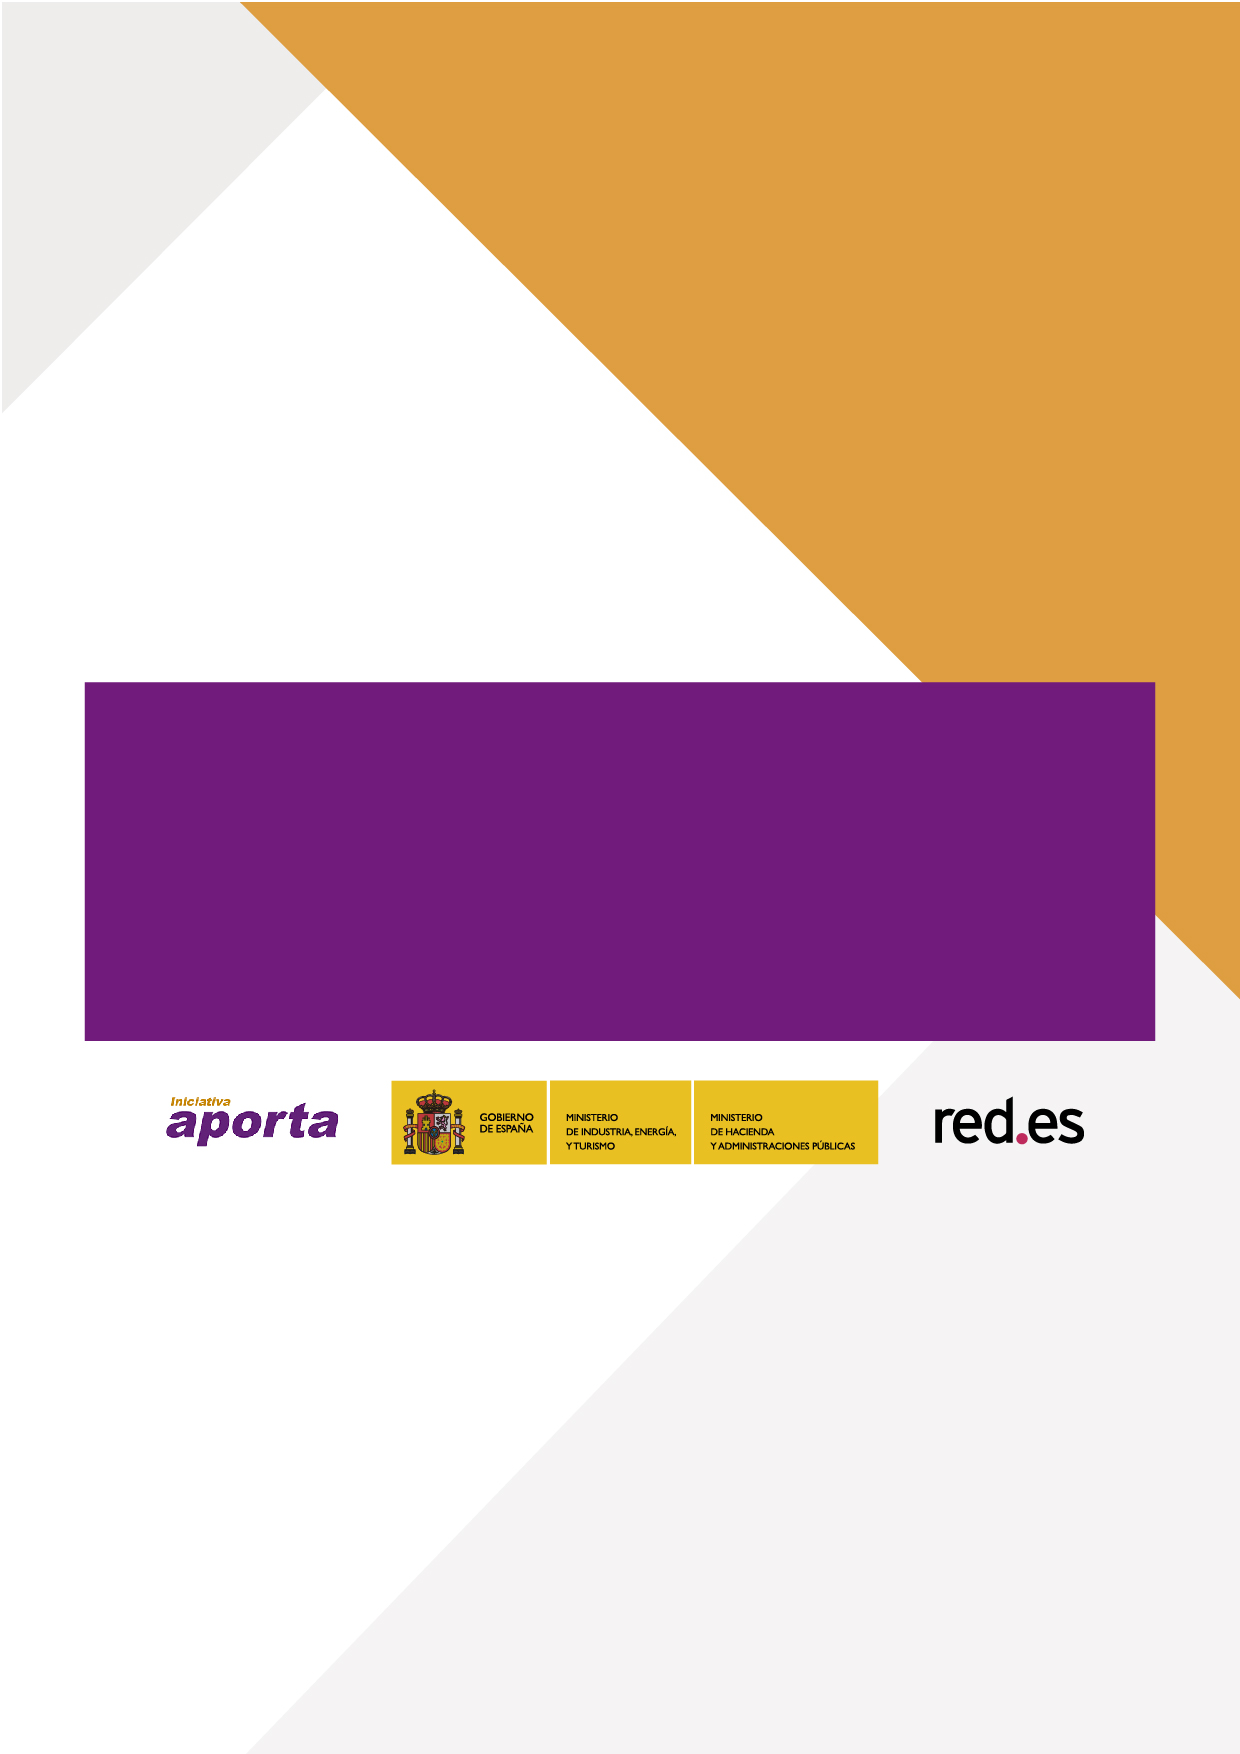 Iniciativa
aporta
GOBIERNO
DE ESPAÑA
MINISTERIO
DE INDUSTRIA, ENERGÍA,
Y TURISMO
MINISTERIO
DE HACIENDA
Y ADMINISTRACIONES PÚBLICAS
red.es